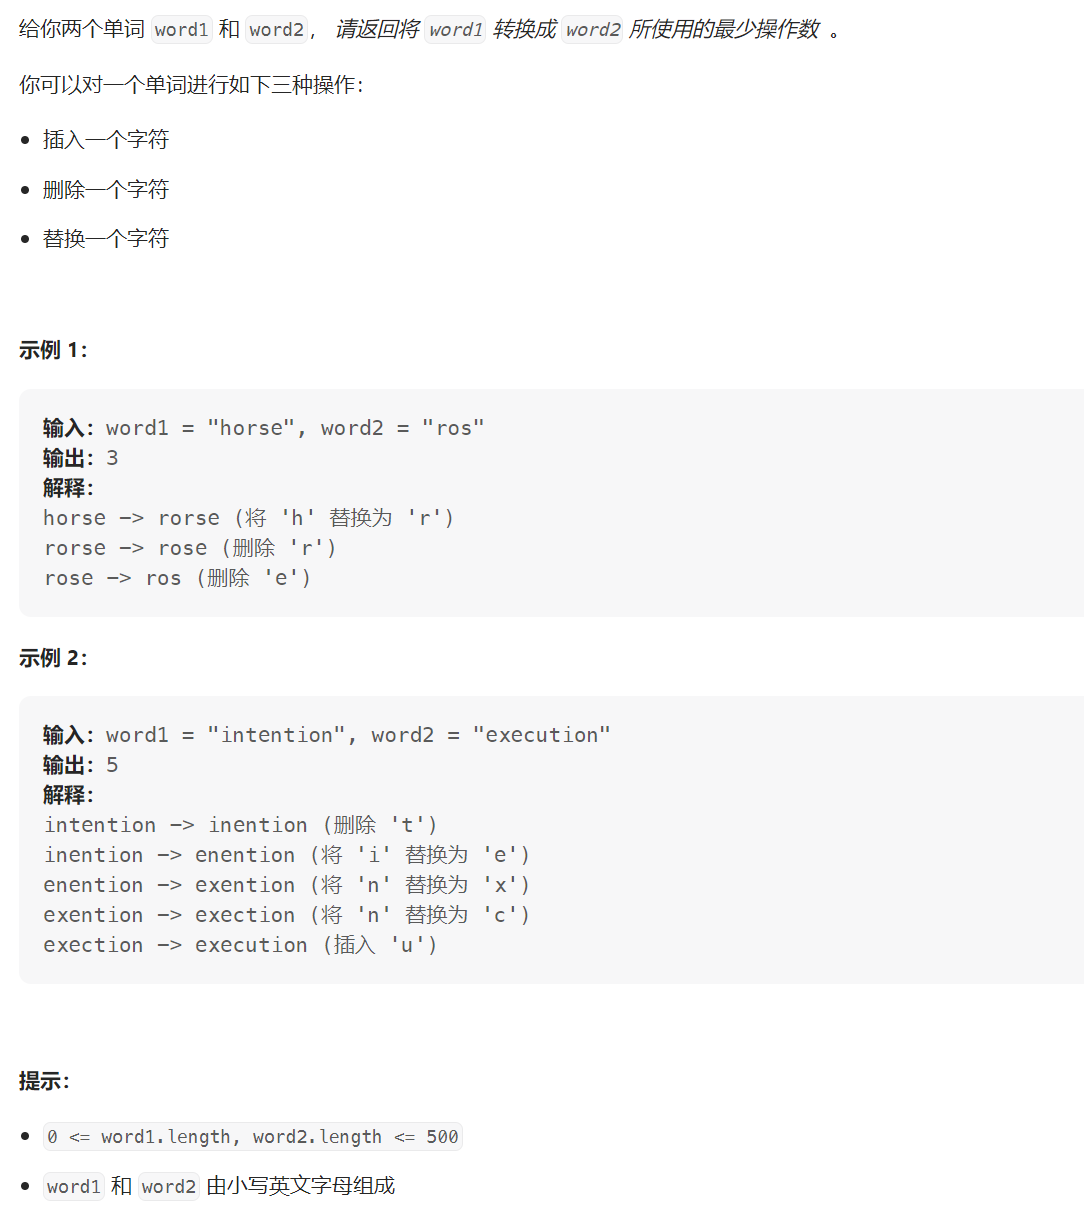 给你两个单词 word1 和 word2， 请返回将 word1 转换成 word2 所使用的最少操作数 。
你可以对一个单词进行如下三种操作：
• 插入一个字符
• 删除一个字符
• 替换一个字符
示例 1：
输入：word1 = "horse", word2 = "ros"
输出：3
解释：
horse -> rorse (将 'h' 替换为 'r')
rorse -> rose (删除 'r')
rose -> ros (删除 'e')
示例 2：
输入：word1 = "intention", word2 = "execution"
输出：5
解释：
intention -> inention (删除 't')
inention -> enention (将 'i' 替换为 'e')
enention -> exention (将 'n' 替换为 'x')
exention -> exection (将 'n' 替换为 'c')
exection -> execution (插入 'u')
提示：
• 0 <= word1.length, word2.length <= 500
• word1 和 word2 由小写英文字母组成